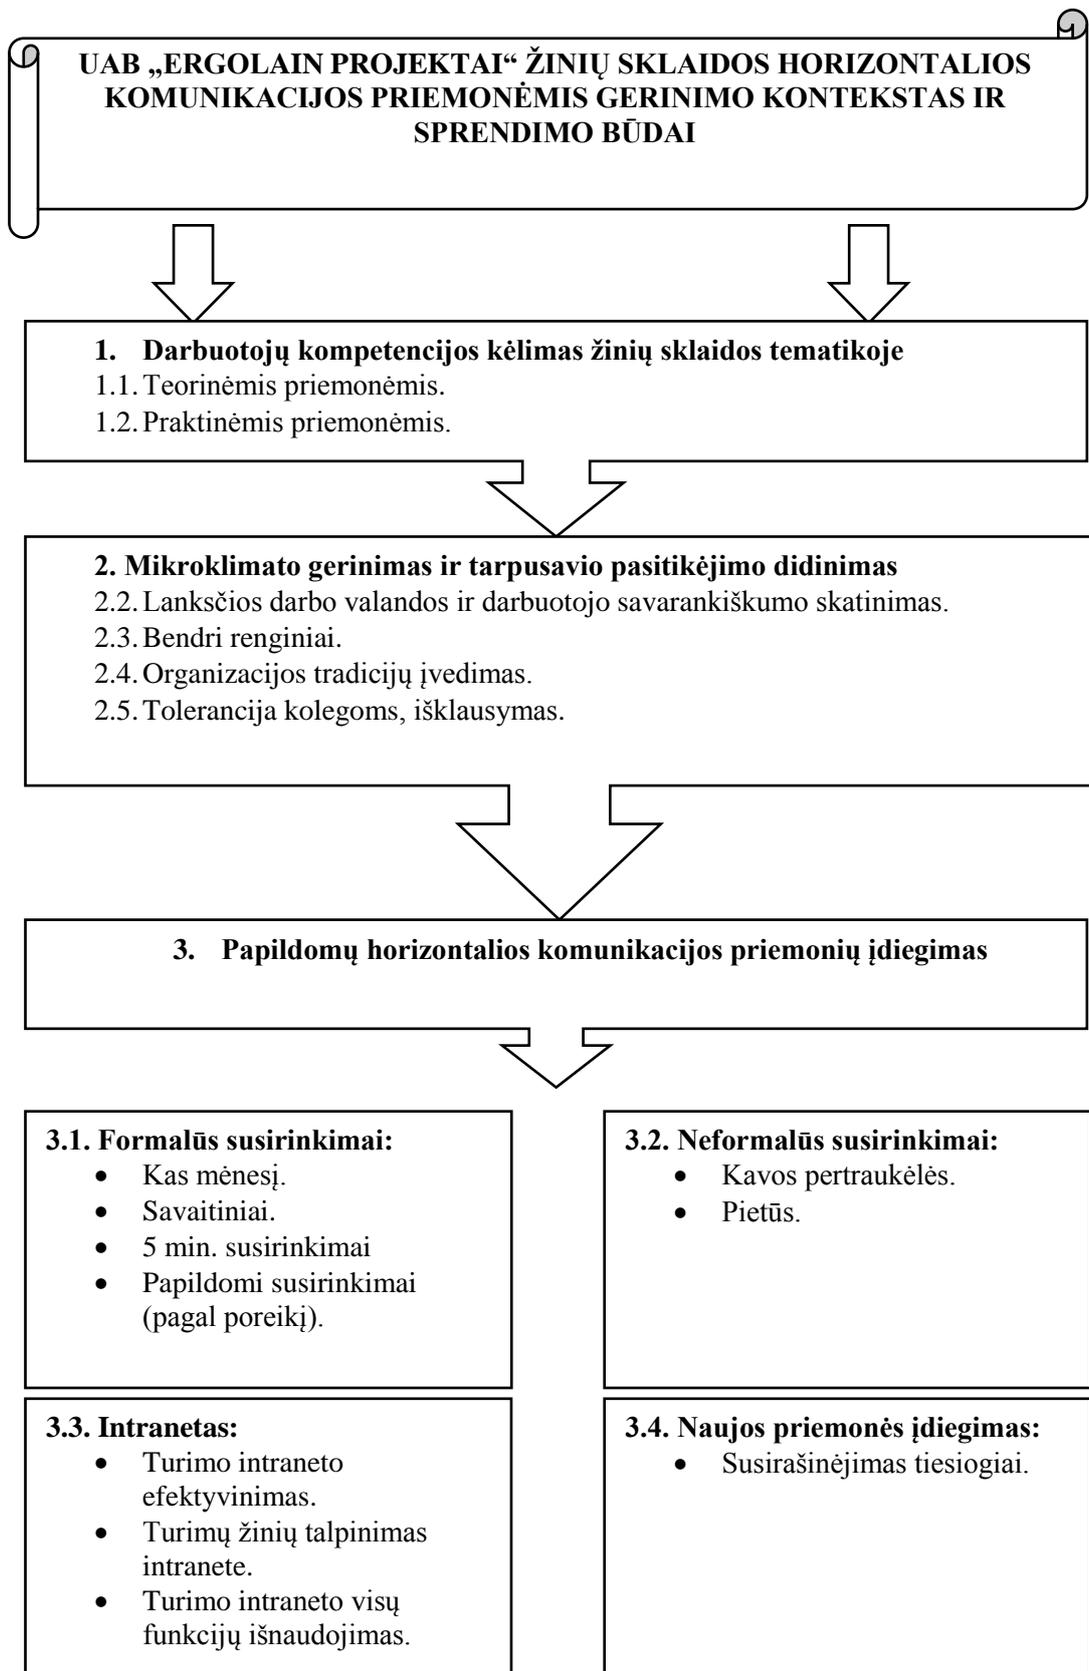 UAB „ERGOLAIN PROJEKTAI“ ŽINIŲ SKLAIDOS HORIZONTALIOS
KOMUNIKACIJOS PRIEMONĖMIS GERINIMO KONTEKSTAS IR
SPRENDIMO BŪDAI
1. Darbuotojų kompetencijos kėlimas žinių sklaidos tematikoje
1.1. Teorinėmis priemonėmis.
1.2. Praktinėmis priemonėmis.
2. Mikroklimato gerinimas ir tarpusavio pasitikėjimo didinimas
2.2. Lanksčios darbo valandos ir darbuotojo savarankiškumo skatinimas.
2.3. Bendri renginiai.
2.4. Organizacijos tradicijų įvedimas.
2.5. Tolerancija kolegoms, išklausymas.
3. Papildomų horizontalios komunikacijos priemonių įdiegimas
3.1. Formalūs susirinkimai:
• Kas mėnesį.
• Savaitiniai.
• 5 min. susirinkimai
• Papildomi susirinkimai
(pagal poreikį).
3.2. Neformalūs susirinkimai:
• Kavos pertraukėlės.
• Pietūs.
3.3. Intranetas:
• Turimo intraneto
efektyvinimas.
• Turimų žinių talpinimas
intranete.
• Turimo intraneto visų
funkcijų išnaudojimas.
3.4. Naujos priemonės įdiegimas:
• Susirašinėjimas tiesiogiai.